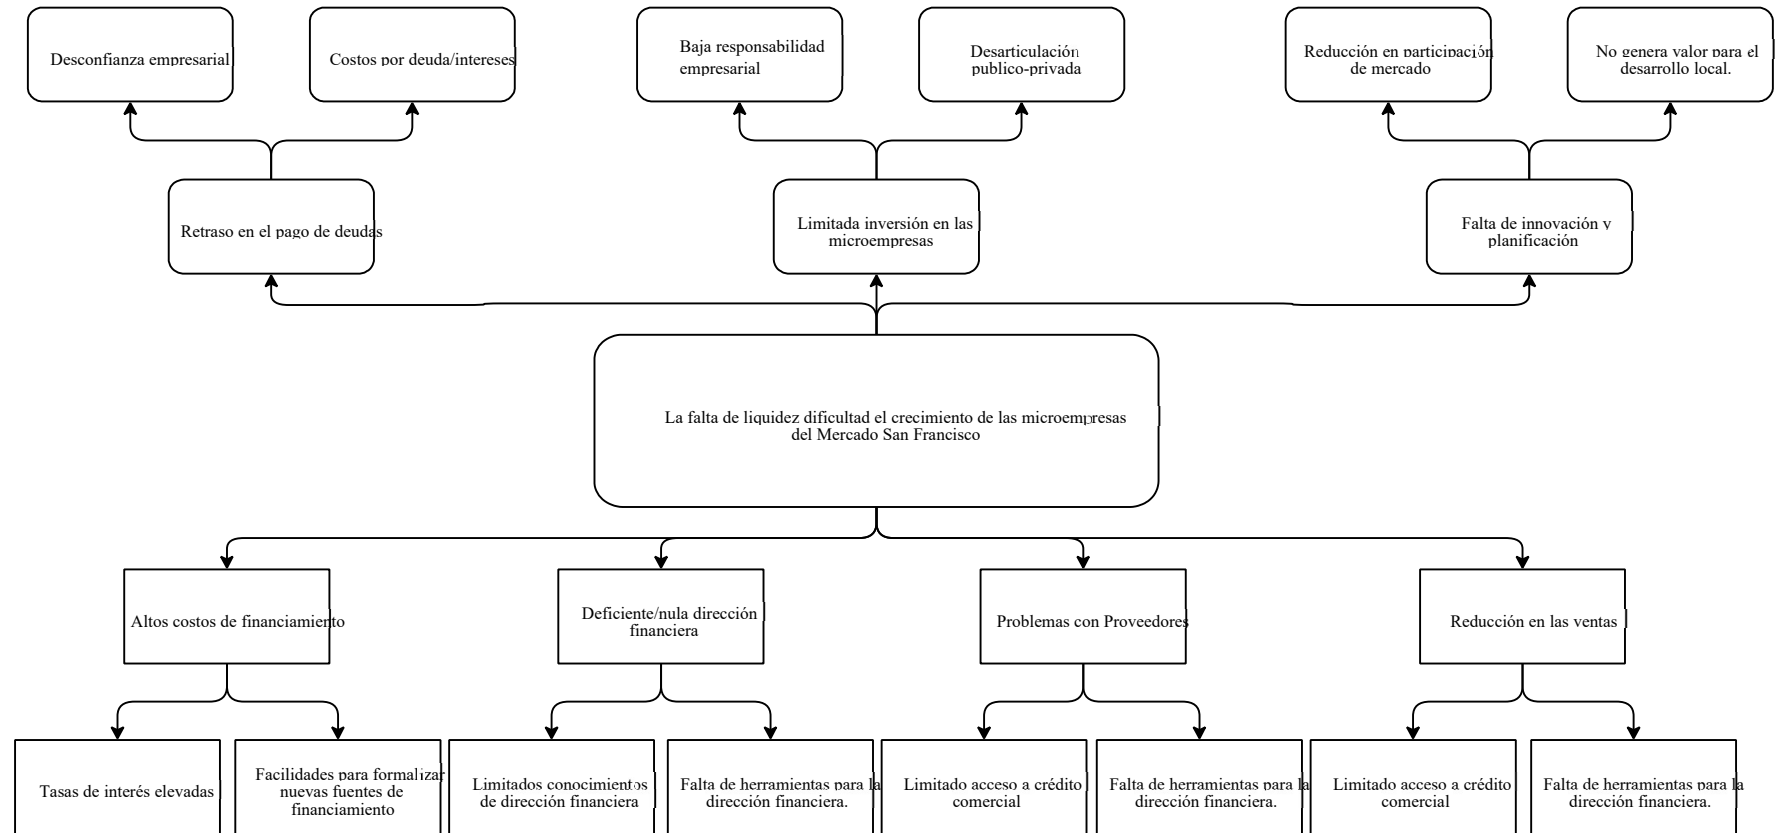 Desconfianza empresarial
Costos por deuda/intereses
Baja responsabilidad
empresarial
Desarticulación
publico-privada
Reducción en participación
de mercado
No genera valor para el
desarrollo local.
Retraso en el pago de deudas
Limitada inversión en las
microempresas
Falta de innovación y
planificación
La falta de liquidez dificultad el crecimiento de las microempresas
del Mercado San Francisco
Altos costos de financiamiento
Deficiente/nula dirección
financiera
Problemas con Proveedores
Reducción en las ventas
Tasas de interés elevadas
Facilidades para formalizar
nuevas fuentes de
financiamiento
Limitados conocimientos
de dirección financiera
Falta de herramientas para la
dirección financiera.
Limitado acceso a crédito
comercial
Falta de herramientas para la
dirección financiera.
Limitado acceso a crédito
comercial
Falta de herramientas para la
dirección financiera.